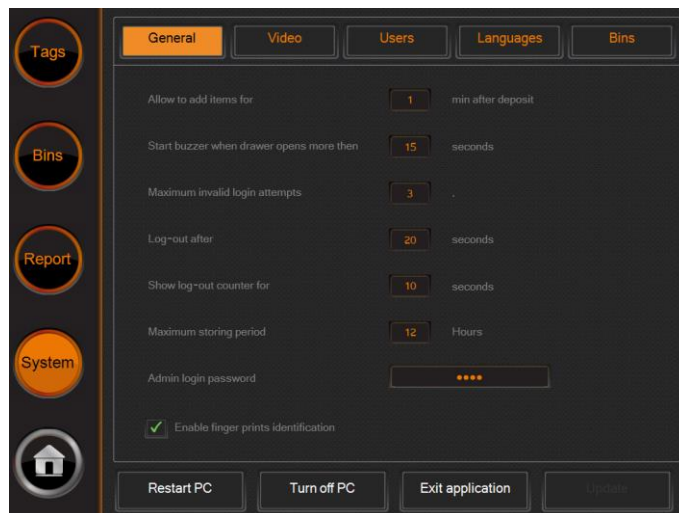 Tags
Bins
Report
System
General Video Users Languages Bins
Allow to add items for 1 min after deposit
Start buzzer when drawer opens more then 15 seconds
Maximum invalid login attempts 3 .
Log-out after 20 seconds
Show log-out counter for 10 seconds
Maximum storing period 12 Hours
Admin login password ••••
Enable finger prints identification
Restart PC Turn off PC Exit application Update